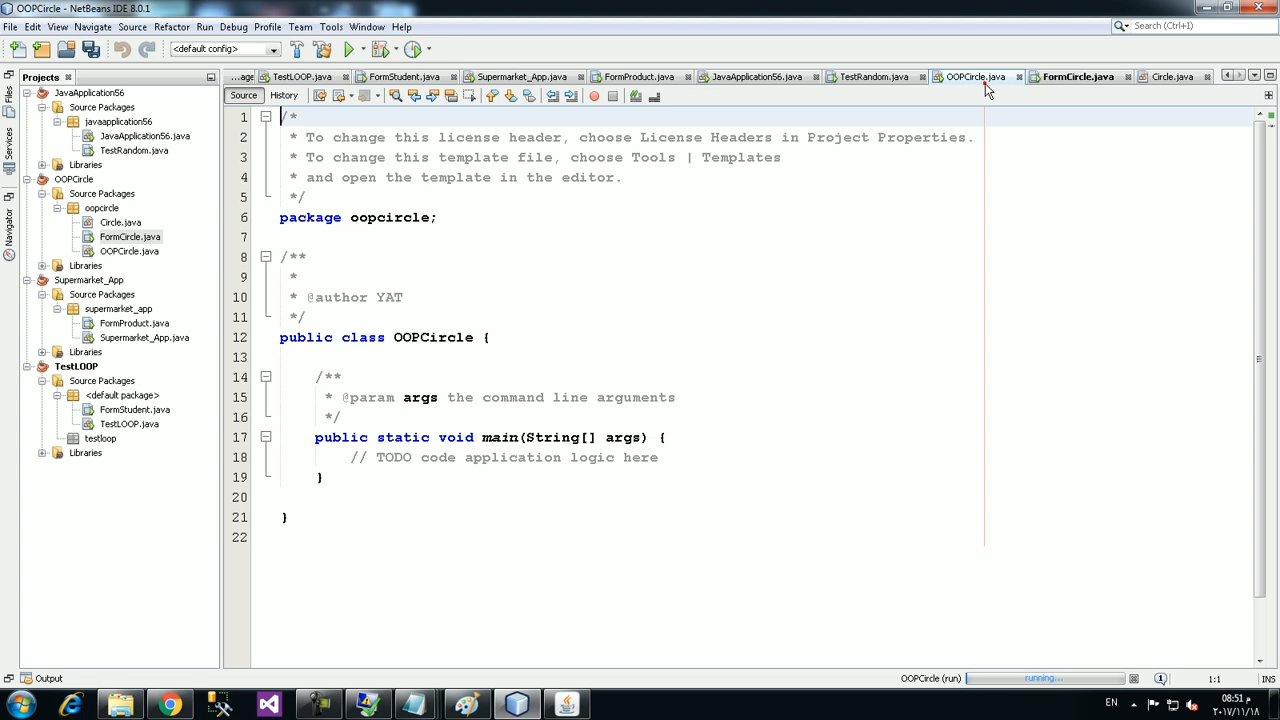 OOPCircle - NetBeans IDE 8.0.1
File Edit View Navigate Source Refactor Run Debug Profile Team Tools Window Help
Search (Ctrl+I)
<default config>
Projects
...age TestLOOP.java FormStudent.java Supermarket_App.java FormProduct.java JavaApplication56.java TestRandom.java OOPCircle.java FormCircle.java Circle.java
Source History
Files
Services
Navigator
JavaApplication56
Source Packages
javaapplication56
JavaApplication56.java
TestRandom.java
Libraries
OOPCircle
Source Packages
oopcircle
Circle.java
FormCircle.java
OOPCircle.java
Libraries
Supermarket_App
Source Packages
supermarket_app
FormProduct.java
Supermarket_App.java
Libraries
TestLOOP
Source Packages
<default package>
FormStudent.java
TestLOOP.java
testloop
Libraries
1 /*
2 * To change this license header, choose License Headers in Project Properties.
3 * To change this template file, choose Tools | Templates
4 * and open the template in the editor.
5 */
6 package oopcircle;
7
8 /**
9 *
10 * @author YAT
11 */
12 public class OOPCircle {
13
14 /**
15 * @param args the command line arguments
16 */
17 public static void main(String[] args) {
18 // TODO code application logic here
19 }
20
21 }
22
Output
OOPCircle (run) running... 1 1:1 INS
EN
08:51 م
٢٠١٧/١١/١٨